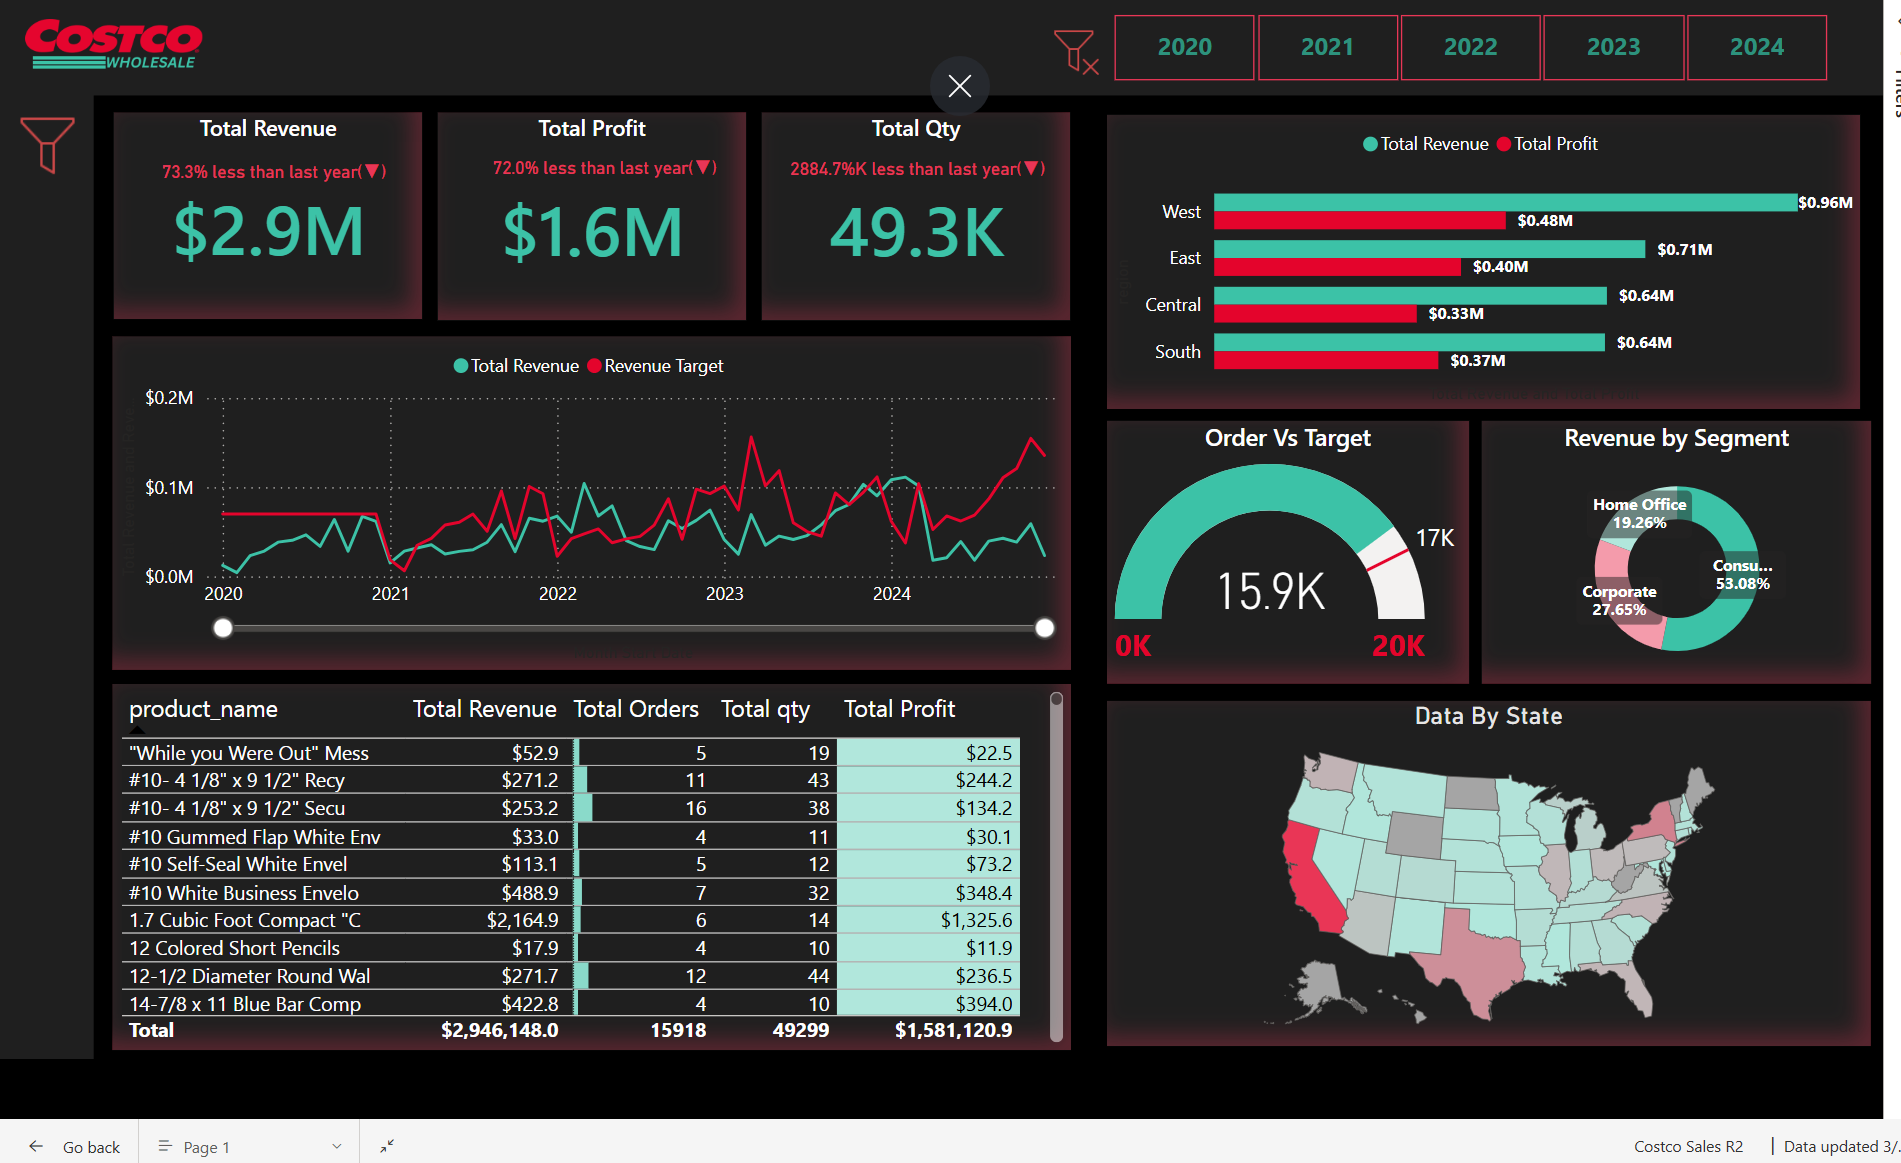 COSTCO
WHOLESALE
2020
2021
2022
2023
2024
Total Revenue
73.3% less than last year(▼)
$2.9M
Total Profit
72.0% less than last year(▼)
$1.6M
Total Qty
2884.7%K less than last year(▼)
49.3K
Total Revenue Total Profit
West $0.96M
$0.48M
East $0.71M
$0.40M
Central $0.64M
$0.33M
South $0.64M
$0.37M
Total Revenue Revenue Target
$0.2M
$0.1M
$0.0M
2020 2021 2022 2023 2024
Order Vs Target
17K
15.9K
0K 20K
Revenue by Segment
Home Office
19.26%
Consu...
53.08%
Corporate
27.65%
product_name Total Revenue Total Orders Total qty Total Profit
"While you Were Out" Mess $52.9 5 19 $22.5
#10- 4 1/8" x 9 1/2" Recy $271.2 11 43 $244.2
#10- 4 1/8" x 9 1/2" Secu $253.2 16 38 $134.2
#10 Gummed Flap White Env $33.0 4 11 $30.1
#10 Self-Seal White Envel $113.1 5 12 $73.2
#10 White Business Envelo $488.9 7 32 $348.4
1.7 Cubic Foot Compact "C $2,164.9 6 14 $1,325.6
12 Colored Short Pencils $17.9 4 10 $11.9
12-1/2 Diameter Round Wal $271.7 12 44 $236.5
14-7/8 x 11 Blue Bar Comp $422.8 4 10 $394.0
Total $2,946,148.0 15918 49299 $1,581,120.9
Data By State
Go back
Page 1
Costco Sales R2 | Data updated 3/